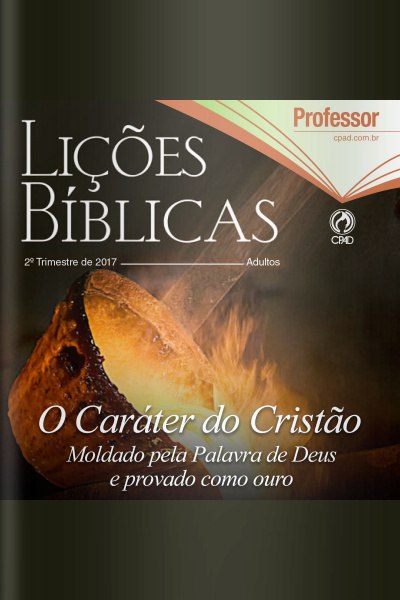 Professor
cpad.com.br
Lições
Bíblicas
CPAD
2º Trimestre de 2017
Adultos
O Caráter do Cristão
Moldado pela Palavra de Deus
e provado como ouro